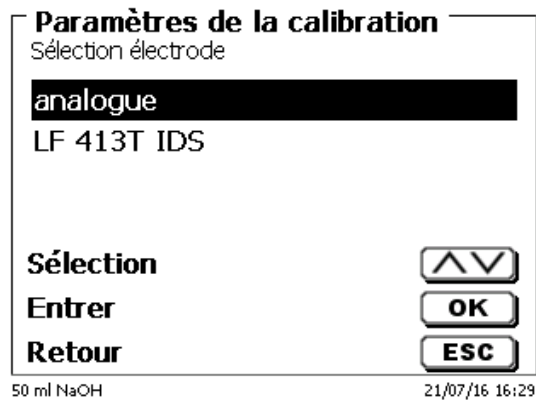 Paramètres de la calibration
Sélection électrode
analogue
LF 413T IDS
Sélection
Entrer OK
Retour ESC
50 ml NaOH 21/07/16 16:29